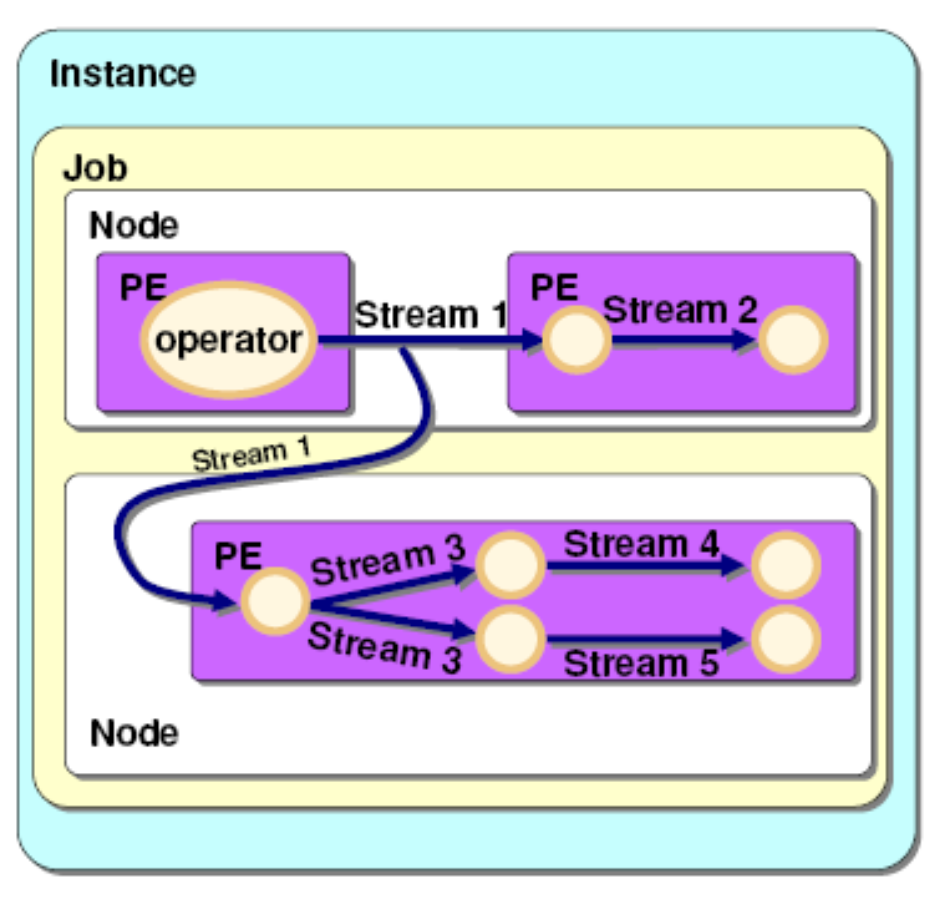 Instance
Job
Node
PE
operator
Stream 1
PE
Stream 2
Stream 1
PE
Stream 3
Stream 4
Stream 3
Stream 5
Node